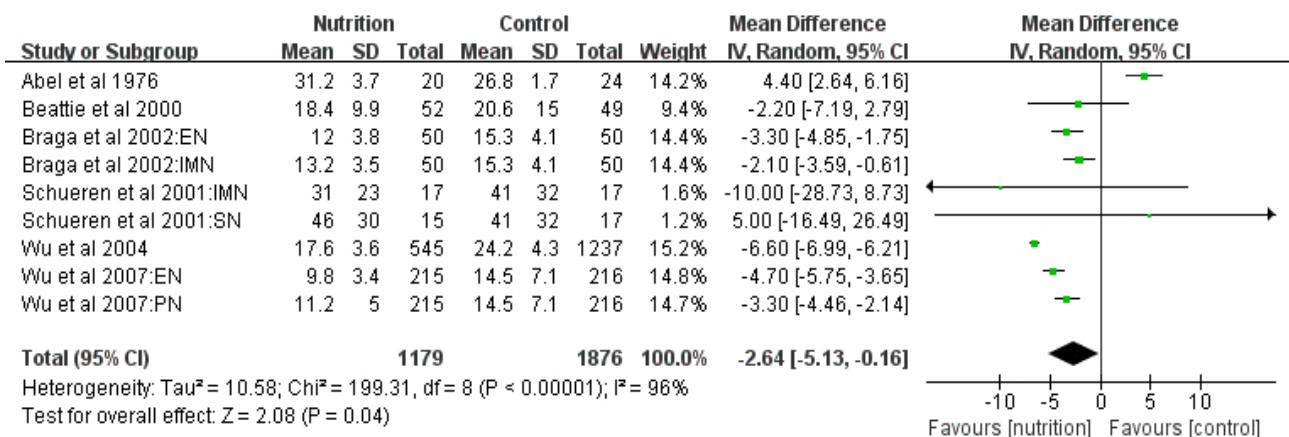 Nutrition Control Mean Difference Mean Difference
Study or Subgroup Mean SD Total Mean SD Total Weight IV, Random, 95% CI IV, Random, 95% CI
Abel et al 1976 31.2 3.7 20 26.8 1.7 24 14.2% 4.40 [2.64, 6.16]
Beattie et al 2000 18.4 9.9 52 20.6 15 49 9.4% -2.20 [-7.19, 2.79]
Braga et al 2002:EN 12 3.8 50 15.3 4.1 50 14.4% -3.30 [-4.85, -1.75]
Braga et al 2002:IMN 13.2 3.5 50 15.3 4.1 50 14.4% -2.10 [-3.59, -0.61]
Schueren et al 2001:IMN 31 23 17 41 32 17 1.6% -10.00 [-28.73, 8.73]
Schueren et al 2001:SN 46 30 15 41 32 17 1.2% 5.00 [-16.49, 26.49]
Wu et al 2004 17.6 3.6 545 24.2 4.3 1237 15.2% -6.60 [-6.99, -6.21]
Wu et al 2007:EN 9.8 3.4 215 14.5 7.1 216 14.8% -4.70 [-5.75, -3.65]
Wu et al 2007:PN 11.2 5 215 14.5 7.1 216 14.7% -3.30 [-4.46, -2.14]
Total (95% CI) 1179 1876 100.0% -2.64 [-5.13, -0.16]
Heterogeneity: Tau² = 10.58; Chi² = 199.31, df = 8 (P < 0.00001); I² = 96%
Test for overall effect: Z = 2.08 (P = 0.04)
-10 -5 0 5 10
Favours [nutrition] Favours [control]